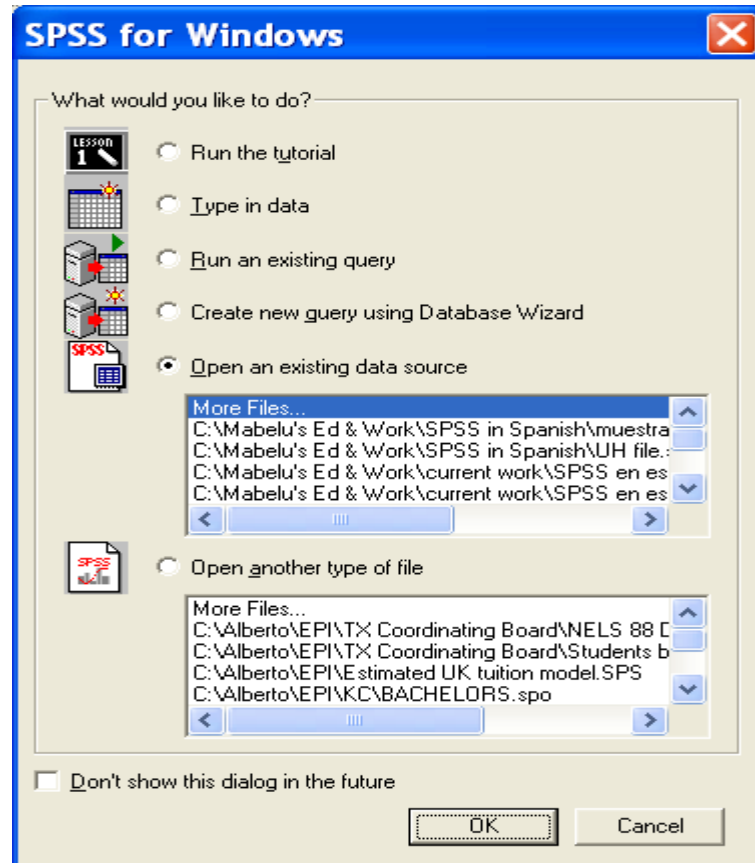 SPSS for Windows
What would you like to do?
LESSON
1
Run the tutorial
Type in data
Run an existing query
Create new query using Database Wizard
SPSS
Open an existing data source
More Files...
C:\Mabelu's Ed & Work\SPSS in Spanish\muestra
C:\Mabelu's Ed & Work\SPSS in Spanish\UH file.s
C:\Mabelu's Ed & Work\current work\SPSS en es
C:\Mabelu's Ed & Work\current work\SPSS en es
SPSS
Open another type of file
More Files...
C:\Alberto\EPI\TX Coordinating Board\NELS 88 D
C:\Alberto\EPI\TX Coordinating Board\Students b
C:\Alberto\EPI\Estimated UK tuition model.SPS
C:\Alberto\EPI\KC\BACHELORS.spo
Don't show this dialog in the future
OK Cancel